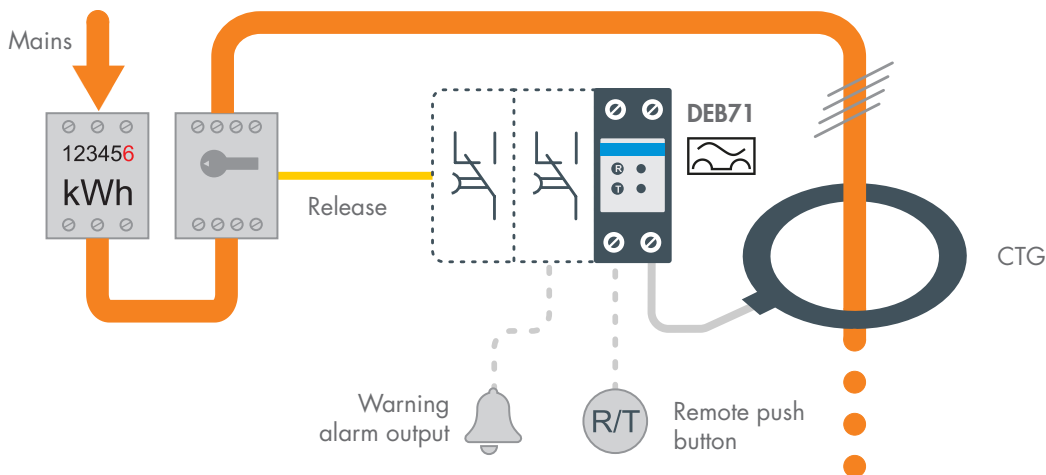 Mains
123456
kWh
Release
DEB71
R
T
CTG
Warning
alarm output
R/T
Remote push
button